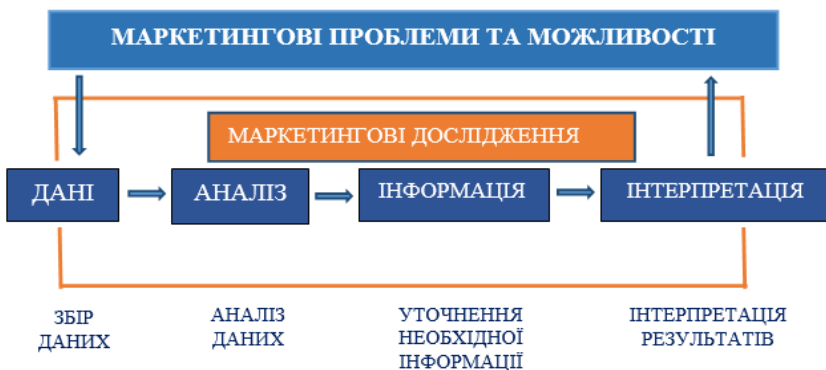 МАРКЕТИНГОВІ ПРОБЛЕМИ ТА МОЖЛИВОСТІ
МАРКЕТИНГОВІ ДОСЛІДЖЕННЯ
ДАНІ
АНАЛІЗ
ІНФОРМАЦІЯ
ІНТЕРПРЕТАЦІЯ
ЗБІР
ДАНИХ
АНАЛІЗ
ДАНИХ
УТОЧНЕННЯ
НЕОБХІДНОЇ
ІНФОРМАЦІЇ
ІНТЕРПРЕТАЦІЯ
РЕЗУЛЬТАТІВ